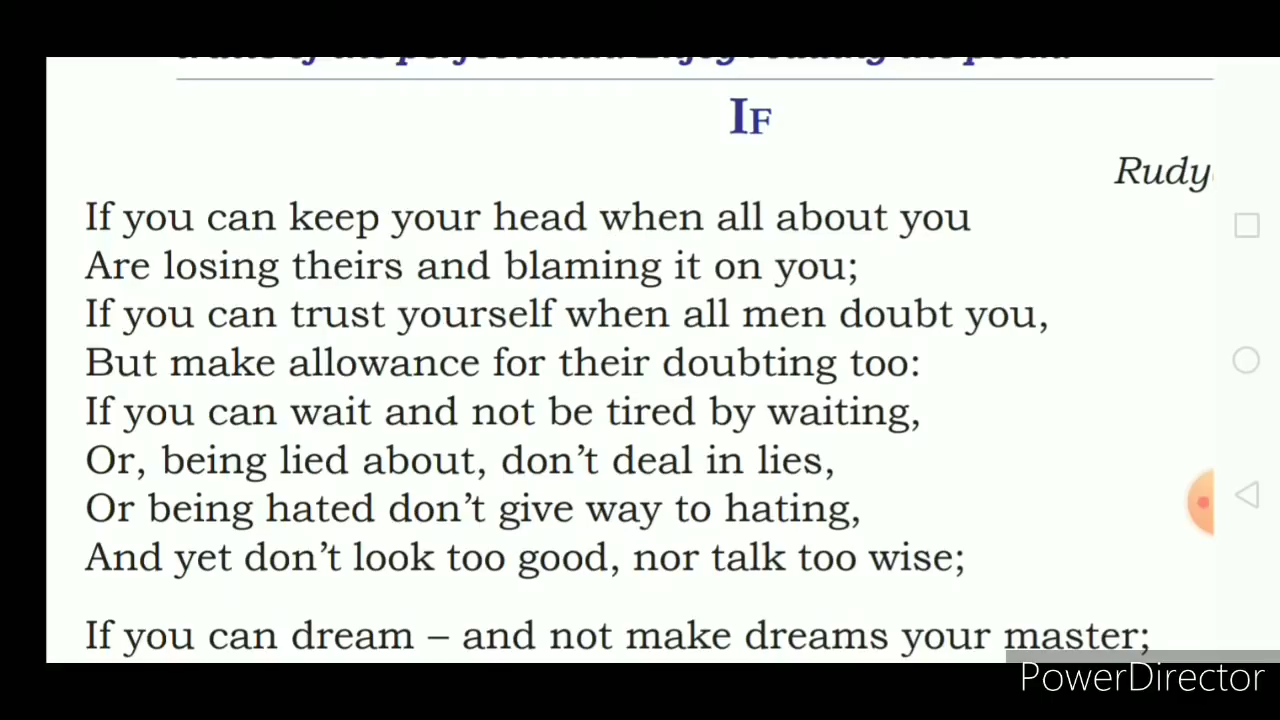 IF
Rudy
If you can keep your head when all about you
Are losing theirs and blaming it on you;
If you can trust yourself when all men doubt you,
But make allowance for their doubting too:
If you can wait and not be tired by waiting,
Or, being lied about, don't deal in lies,
Or being hated don't give way to hating,
And yet don't look too good, nor talk too wise;
If you can dream – and not make dreams your master;
PowerDirector